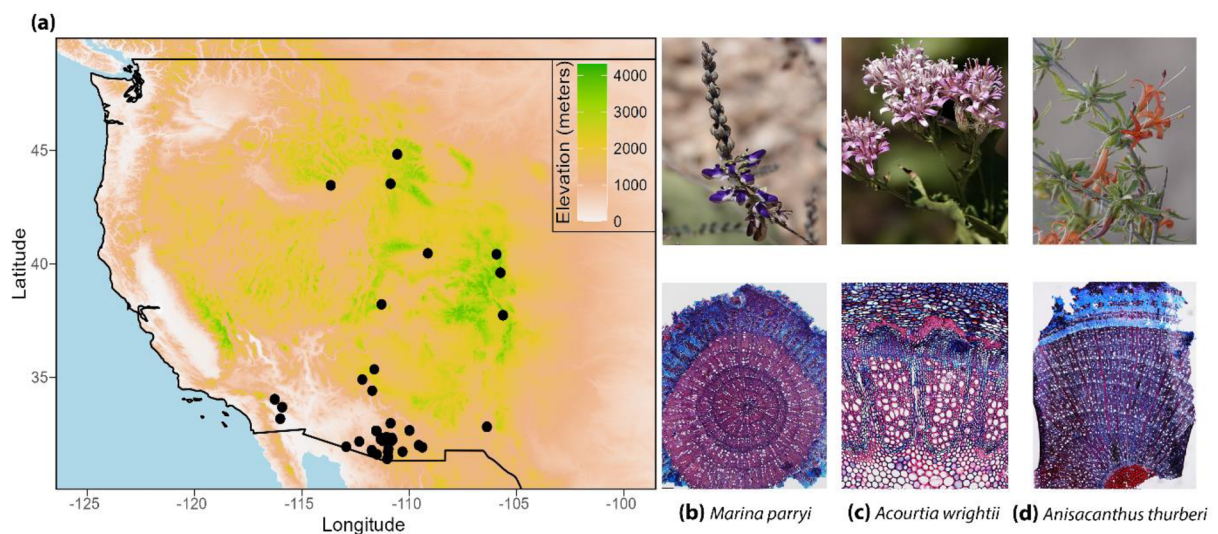 (a)
Elevation (meters)
4000
3000
2000
1000
0
Latitude
45
40
35
-125
-120
-115
-110
-105
-100
Longitude
(b) Marina parryi
(c) Acourtia wrightii
(d) Anisacanthus thurberi